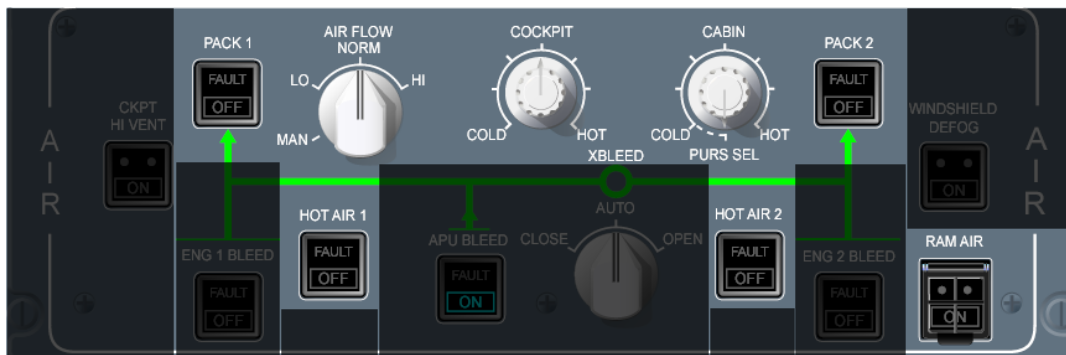 PACK 1
AIR FLOW
NORM
COCKPIT
CABIN
PACK 2
FAULT
OFF
LO
HI
MAN
COLD
HOT
COLD
HOT
PURS SEL
FAULT
OFF
CKPT
HI VENT
ON
WINDSHIELD
DEFOG
ON
AIR
AIR
XBLEED
AUTO
CLOSE
OPEN
HOT AIR 1
FAULT
OFF
APU BLEED
FAULT
ON
HOT AIR 2
FAULT
OFF
ENG 1 BLEED
FAULT
OFF
ENG 2 BLEED
FAULT
OFF
RAM AIR
ON